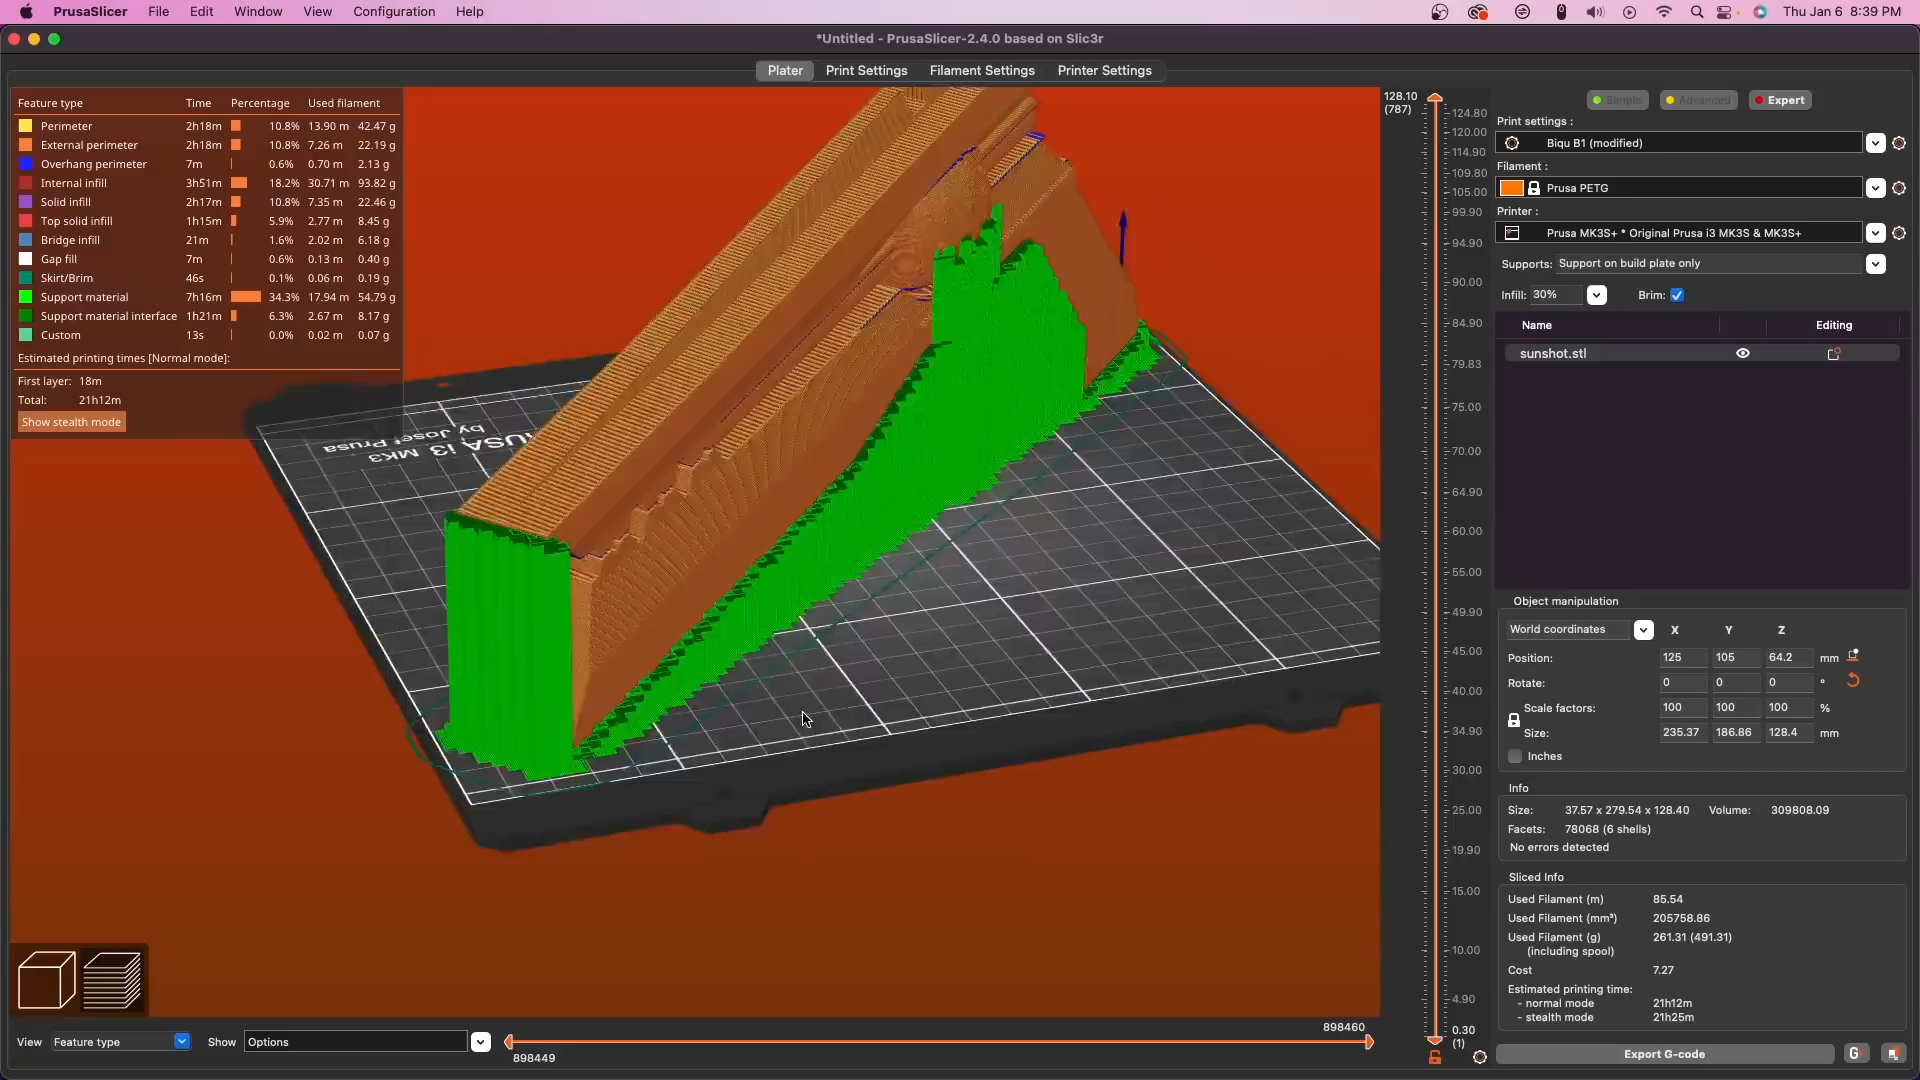 PrusaSlicer File Edit Window View Configuration Help Thu Jan 6 8:39 PM
*Untitled - PrusaSlicer-2.4.0 based on Slic3r
Plater Print Settings Filament Settings Printer Settings
Feature type Time Percentage Used filament
Perimeter 2h18m 10.8% 13.90 m 42.47 g
External perimeter 2h18m 10.8% 7.26 m 22.19 g
Overhang perimeter 7m 0.6% 0.70 m 2.13 g
Internal infill 3h51m 18.2% 30.71 m 93.82 g
Solid infill 2h17m 10.8% 7.35 m 22.46 g
Top solid infill 1h15m 5.9% 2.77 m 8.45 g
Bridge infill 21m 1.6% 2.02 m 6.18 g
Gap fill 7m 0.6% 0.13 m 0.40 g
Skirt/Brim 46s 0.1% 0.06 m 0.19 g
Support material 7h16m 34.3% 17.94 m 54.79 g
Support material interface 1h21m 6.3% 2.67 m 8.17 g
Custom 13s 0.0% 0.02 m 0.07 g
Estimated printing times [Normal mode]:
First layer: 18m
Total: 21h12m
Show stealth mode
USA i3 MK3
by Josef Prusa
128.10
(787)
124.80
120.00
114.90
109.80
105.00
99.90
94.90
90.00
84.90
79.83
75.00
70.00
64.90
60.00
55.00
49.90
45.00
40.00
34.90
30.00
25.00
19.90
15.00
10.00
4.90
0.30
(1)
Simple Advanced Expert
Print settings :
Biqu B1 (modified)
Filament :
Prusa PETG
Printer :
Prusa MK3S+ * Original Prusa i3 MK3S & MK3S+
Supports: Support on build plate only
Infill: 30% Brim:
Name Editing
sunshot.stl
Object manipulation
World coordinates X Y Z
Position: 125 105 64.2 mm
Rotate: 0 0 0 °
Scale factors: 100 100 100 %
Size: 235.37 186.86 128.4 mm
Inches
Info
Size: 37.57 x 279.54 x 128.40 Volume: 309808.09
Facets: 78068 (6 shells)
No errors detected
Sliced Info
Used Filament (m) 85.54
Used Filament (mm³) 205758.86
Used Filament (g) 261.31 (491.31)
(including spool)
Cost 7.27
Estimated printing time:
- normal mode 21h12m
- stealth mode 21h25m
Export G-code G
View Feature type Show Options
898460
898449